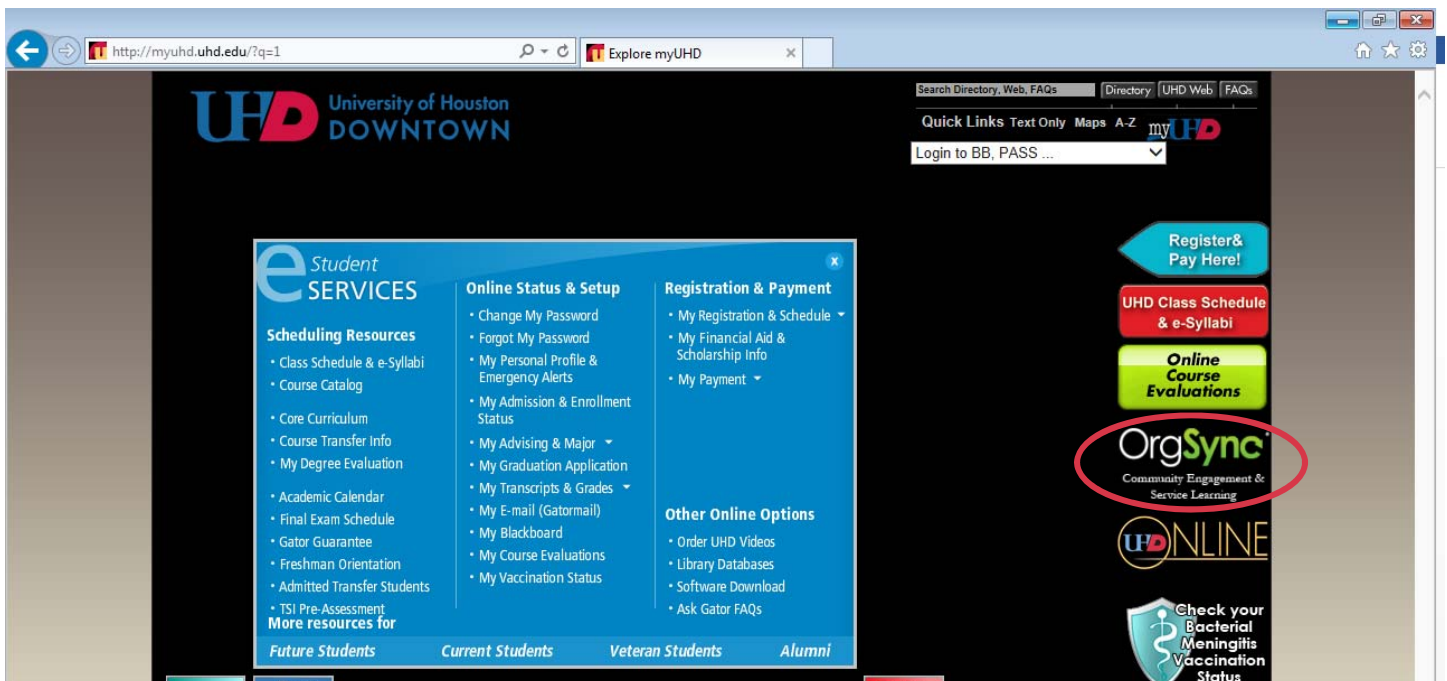 http://myuhd.uhd.edu/?q=1
Explore myUHD
UHD University of Houston
DOWNTOWN
Search Directory, Web, FAQs
Directory
UHD Web
FAQs
Quick Links Text Only Maps A-Z myUHD
Login to BB, PASS ...
e Student
SERVICES
x
Scheduling Resources
• Class Schedule & e-Syllabi
• Course Catalog
• Core Curriculum
• Course Transfer Info
• My Degree Evaluation
• Academic Calendar
• Final Exam Schedule
• Gator Guarantee
• Freshman Orientation
• Admitted Transfer Students
• TSI Pre-Assessment
Online Status & Setup
• Change My Password
• Forgot My Password
• My Personal Profile &
Emergency Alerts
• My Admission & Enrollment
Status
• My Advising & Major
• My Graduation Application
• My Transcripts & Grades
• My E-mail (Gatormail)
• My Blackboard
• My Course Evaluations
• My Vaccination Status
Registration & Payment
• My Registration & Schedule
• My Financial Aid &
Scholarship Info
• My Payment
Other Online Options
• Order UHD Videos
• Library Databases
• Software Download
• Ask Gator FAQs
More resources for
Future Students
Current Students
Veteran Students
Alumni
Register&
Pay Here!
UHD Class Schedule
& e-Syllabi
Online
Course
Evaluations
OrgSync
Community Engagement &
Service Learning
UHD ONLINE
Check your
Bacterial
Meningitis
Vaccination
Status